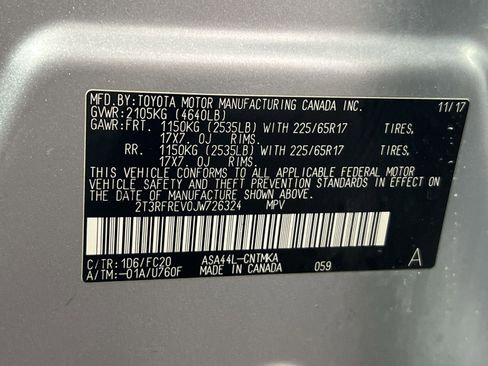 MFD.BY:TOYOTA MOTOR MANUFACTURING CANADA INC. 11/17
GVWR:2105KG (4640LB)
GAWR:FRT. 1150KG (2535LB) WITH 225/65R17 TIRES,
17X7.0J RIMS.
RR. 1150KG (2535LB) WITH 225/65R17 TIRES,
17X7.0J RIMS.
THIS VEHICLE CONFORMS TO ALL APPLICABLE FEDERAL MOTOR
VEHICLE SAFETY AND THEFT PREVENTION STANDARDS IN EFFECT
ON THE DATE OF MANUFACTURE SHOWN ABOVE.
2T3RFREV0JW726324 MPV
C/TR:1D6/FC20 ASA44L-CNTMKA
A/TM:-01A/U760F MADE IN CANADA 059 A